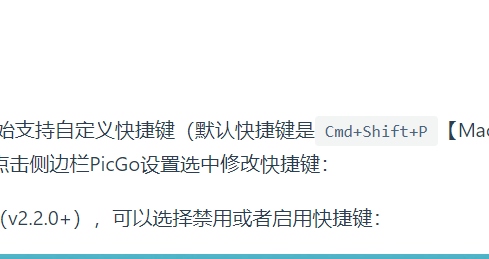 始支持自定义快捷键（默认快捷键是 Cmd+Shift+P 【Mac
点击侧边栏PicGo设置选中修改快捷键：
（v2.2.0+），可以选择禁用或者启用快捷键：